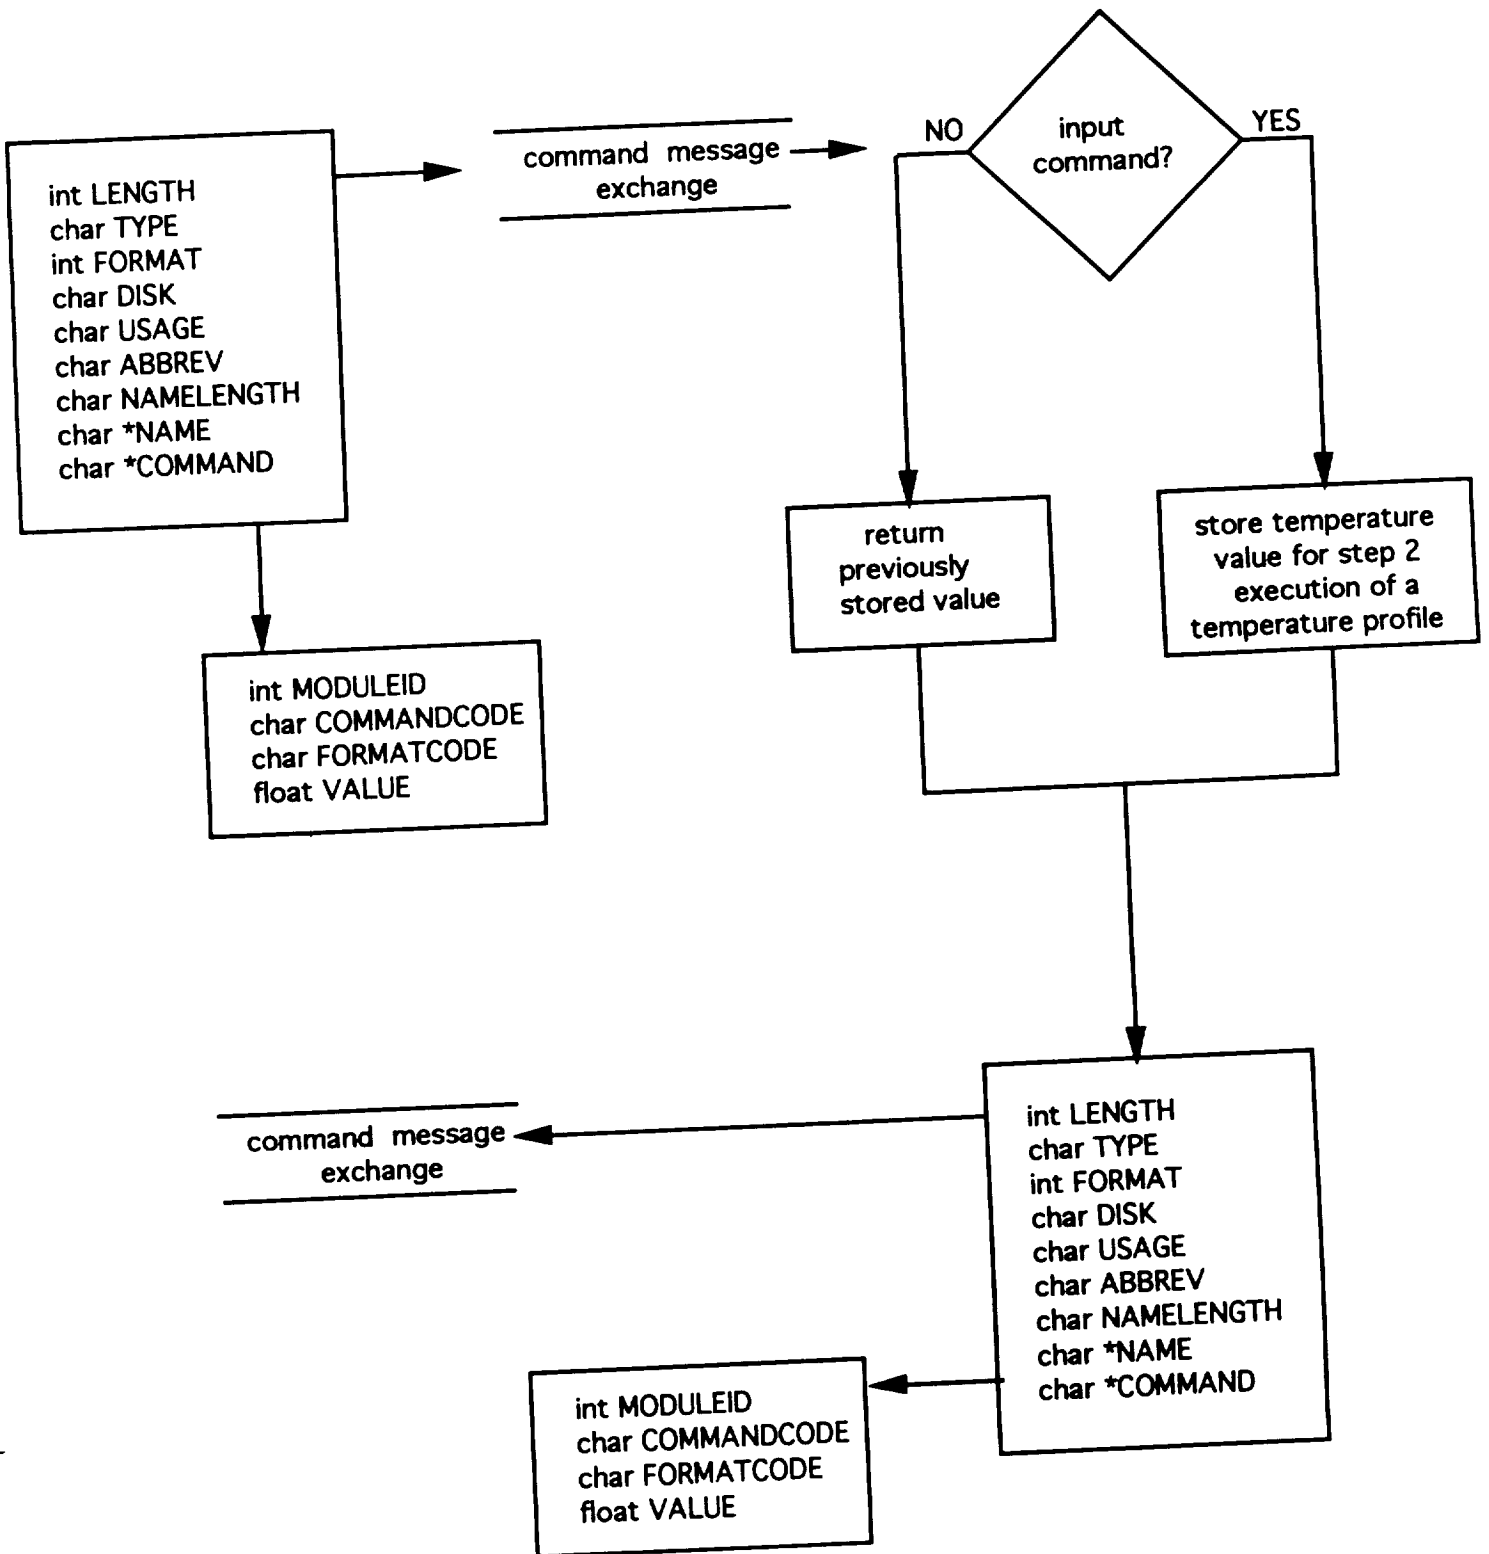 int LENGTH
char TYPE
int FORMAT
char DISK
char USAGE
char ABBREV
char NAMELENGTH
char *NAME
char *COMMAND
command message
exchange
NO
input
command?
YES
return
previously
stored value
store temperature
value for step 2
execution of a
temperature profile
int MODULEID
char COMMANDCODE
char FORMATCODE
float VALUE
command message
exchange
int LENGTH
char TYPE
int FORMAT
char DISK
char USAGE
char ABBREV
char NAMELENGTH
char *NAME
char *COMMAND
int MODULEID
char COMMANDCODE
char FORMATCODE
float VALUE